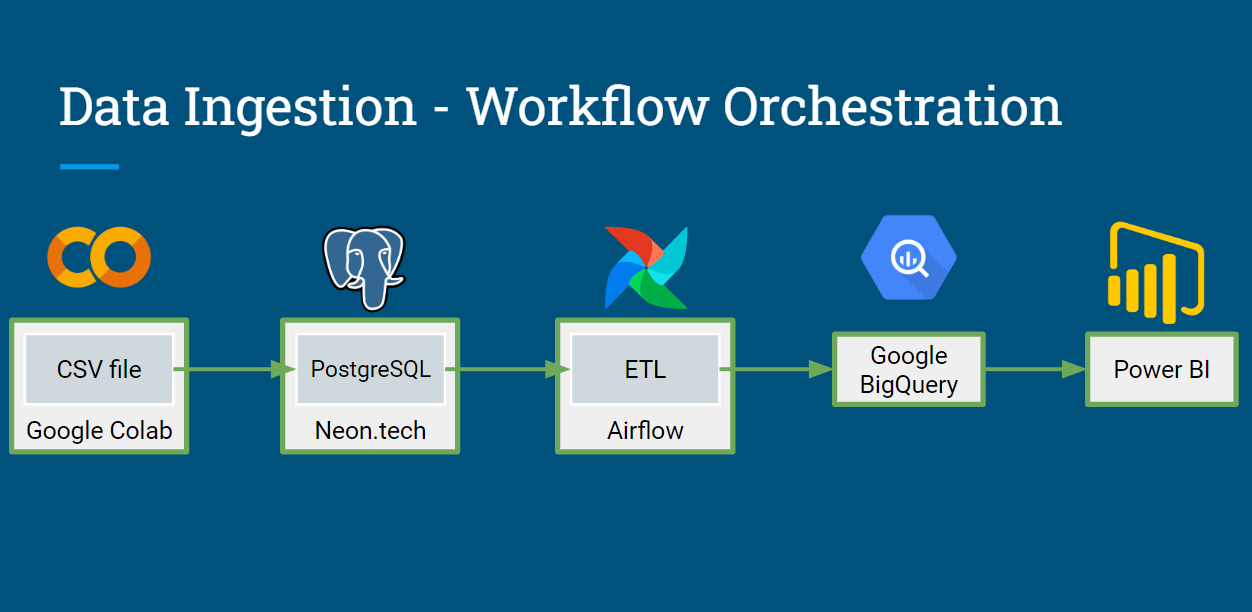 Data Ingestion - Workflow Orchestration
CSV file
Google Colab
PostgreSQL
Neon.tech
ETL
Airflow
Google
BigQuery
Power BI